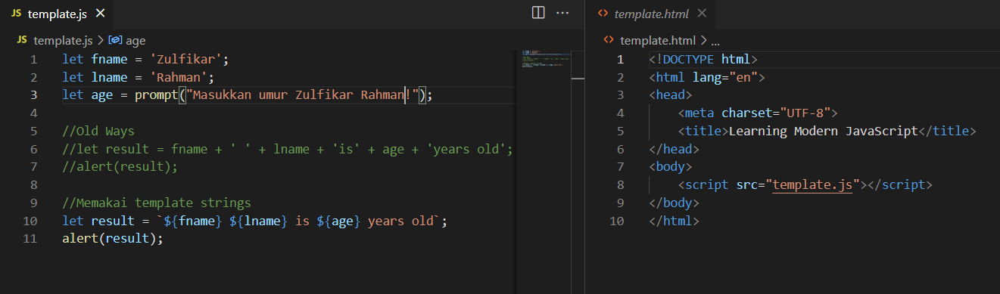 JS template.js ×
JS template.js > age
1 let fname = 'Zulfikar';
2 let lname = 'Rahman';
3 let age = prompt("Masukkan umur Zulfikar Rahman!");
4
5 //Old Ways
6 //let result = fname + ' ' + lname + 'is' + age + 'years old';
7 //alert(result);
8
9 //Memakai template strings
10 let result = `${fname} ${lname} is ${age} years old`;
11 alert(result);
<> template.html ×
<> template.html > ...
1 <!DOCTYPE html>
2 <html lang="en">
3 <head>
4     <meta charset="UTF-8">
5     <title>Learning Modern JavaScript</title>
6 </head>
7 <body>
8     <script src="template.js"></script>
9 </body>
10 </html>